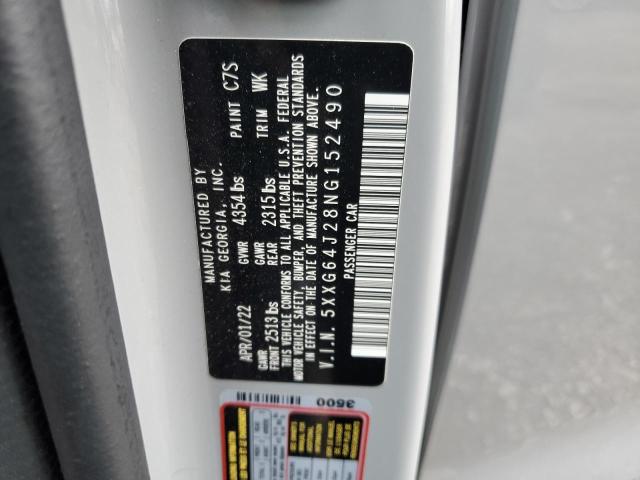 MANUFACTURED BY
KIA GEORGIA, INC.
APR/01/22 GVWR 4354 lbs PAINT C7S
GAWR FRONT 2513 lbs GAWR REAR 2315 lbs TRIM WK
THIS VEHICLE CONFORMS TO ALL APPLICABLE U.S.A. FEDERAL
MOTOR VEHICLE SAFETY, BUMPER, AND THEFT PREVENTION STANDARDS
IN EFFECT ON THE DATE OF MANUFACTURE SHOWN ABOVE.
V.I.N. 5XXG64J28NG152490
PASSENGER CAR
3500